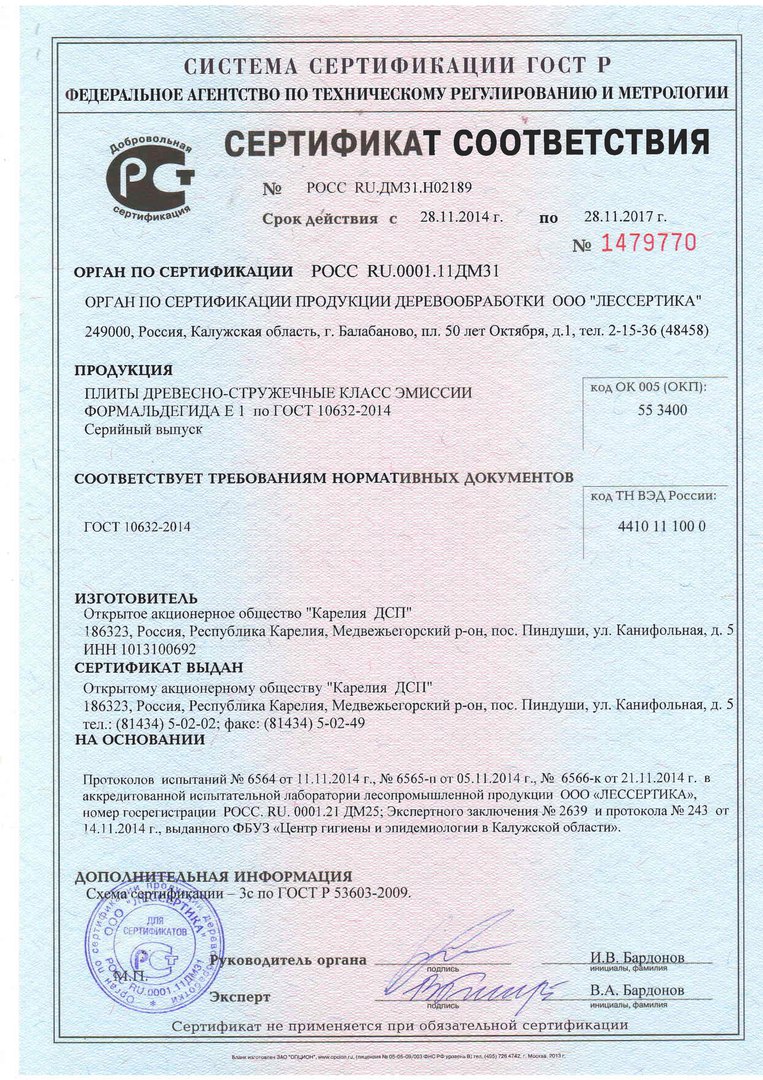 СИСТЕМА СЕРТИФИКАЦИИ ГОСТ Р
ФЕДЕРАЛЬНОЕ АГЕНТСТВО ПО ТЕХНИЧЕСКОМУ РЕГУЛИРОВАНИЮ И МЕТРОЛОГИИ
Добровольная
сертификация
СЕРТИФИКАТ СООТВЕТСТВИЯ
№ РОСС RU.ДМ31.Н02189
Срок действия с 28.11.2014 г. по 28.11.2017 г.
№ 1479770
ОРГАН ПО СЕРТИФИКАЦИИ РОСС RU.0001.11ДМ31
ОРГАН ПО СЕРТИФИКАЦИИ ПРОДУКЦИИ ДЕРЕВООБРАБОТКИ ООО "ЛЕССЕРТИКА"
249000, Россия, Калужская область, г. Балабаново, пл. 50 лет Октября, д.1, тел. 2-15-36 (48458)
ПРОДУКЦИЯ
ПЛИТЫ ДРЕВЕСНО-СТРУЖЕЧНЫЕ КЛАСС ЭМИССИИ
ФОРМАЛЬДЕГИДА Е 1 по ГОСТ 10632-2014
Серийный выпуск
код ОК 005 (ОКП):
55 3400
СООТВЕТСТВУЕТ ТРЕБОВАНИЯМ НОРМАТИВНЫХ ДОКУМЕНТОВ
код ТН ВЭД России:
ГОСТ 10632-2014
4410 11 100 0
ИЗГОТОВИТЕЛЬ
Открытое акционерное общество "Карелия ДСП"
186323, Россия, Республика Карелия, Медвежьегорский р-он, пос. Пиндуши, ул. Канифольная, д. 5
ИНН 1013100692
СЕРТИФИКАТ ВЫДАН
Открытому акционерному обществу "Карелия ДСП"
186323, Россия, Республика Карелия, Медвежьегорский р-он, пос. Пиндуши, ул. Канифольная, д. 5
тел.: (81434) 5-02-02; факс: (81434) 5-02-49
НА ОСНОВАНИИ
Протоколов испытаний № 6564 от 11.11.2014 г., № 6565-п от 05.11.2014 г., № 6566-к от 21.11.2014 г. в
аккредитованной испытательной лаборатории лесопромышленной продукции ООО «ЛЕССЕРТИКА»,
номер госрегистрации РОСС. RU. 0001.21 ДМ25; Экспертного заключения № 2639 и протокола № 243 от
14.11.2014 г., выданного ФБУЗ «Центр гигиены и эпидемиологии в Калужской области».
ДОПОЛНИТЕЛЬНАЯ ИНФОРМАЦИЯ
Схема сертификации – 3с по ГОСТ Р 53603-2009.
Орган по сертификации продукции деревообработки
ООО "ЛЕССЕРТИКА"
ДЛЯ
СЕРТИФИКАТОВ
РОСС RU.0001.11ДМ31
М.П.
Руководитель органа
подпись
И.В. Бардонов
инициалы, фамилия
Эксперт
подпись
В.А. Бардонов
инициалы, фамилия
Сертификат не применяется при обязательной сертификации